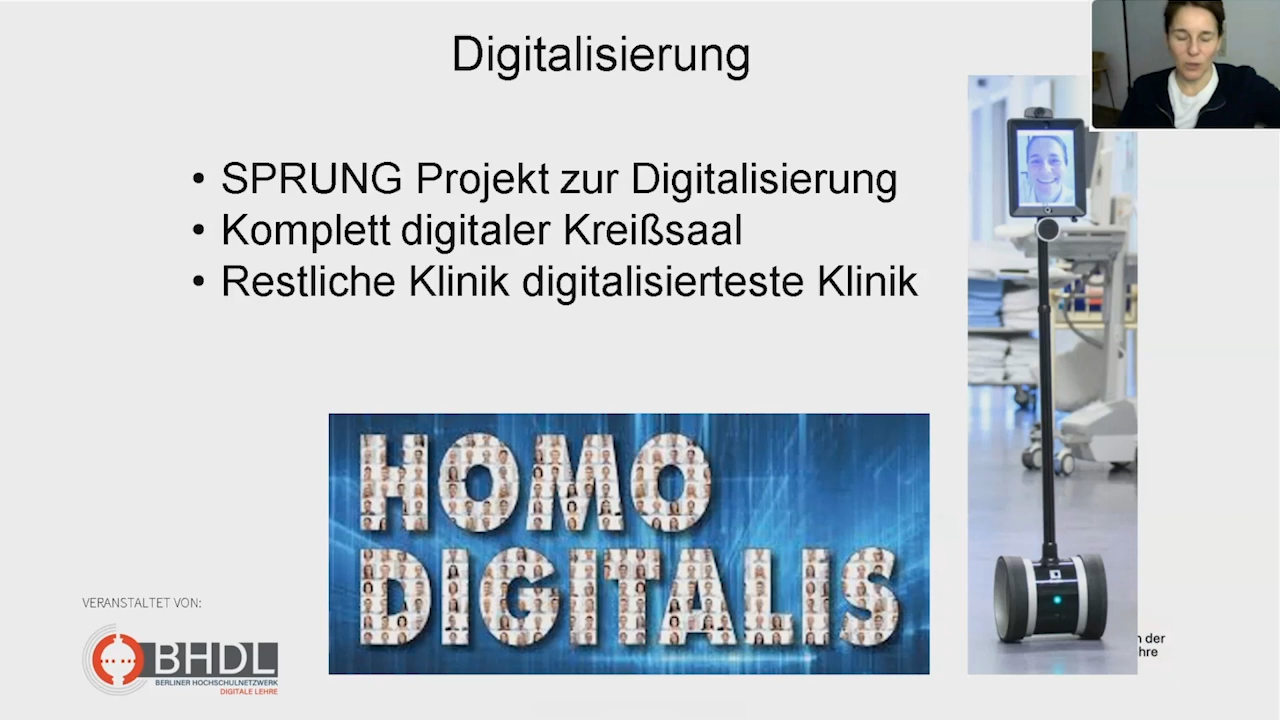 Digitalisierung
• SPRUNG Projekt zur Digitalisierung
• Komplett digitaler Kreißsaal
• Restliche Klinik digitalisierteste Klinik
HOMO
DIGITALIS
VERANSTALTET VON:
BHDL
BERLINER HOCHSCHULNETZWERK
DIGITALE LEHRE
der